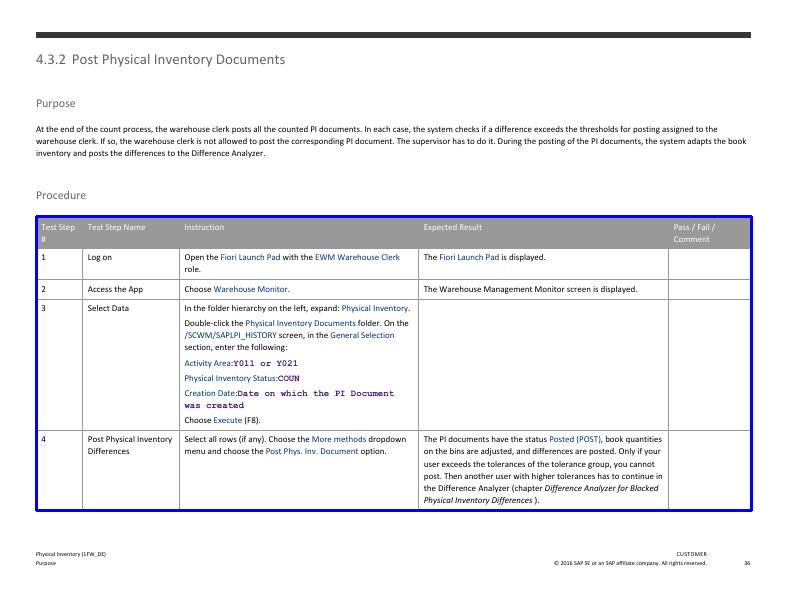 4.3.2 Post Physical Inventory Documents
Purpose
At the end of the count process, the warehouse clerk posts all the counted PI documents. In each case, the system checks if a difference exceeds the thresholds for posting assigned to the
warehouse clerk. If so, the warehouse clerk is not allowed to post the corresponding PI document. The supervisor has to do it. During the posting of the PI documents, the system adapts the book
inventory and posts the differences to the Difference Analyzer.
Procedure
Test Step
#
Test Step Name
Instruction
Expected Result
Pass / Fail /
Comment
1
Log on
Open the Fiori Launch Pad with the EWM Warehouse Clerk
role.
The Fiori Launch Pad is displayed.
2
Access the App
Choose Warehouse Monitor.
The Warehouse Management Monitor screen is displayed.
3
Select Data
In the folder hierarchy on the left, expand: Physical Inventory.
Double-click the Physical Inventory Documents folder. On the
/SCWM/SAPLPI_HISTORY screen, in the General Selection
section, enter the following:
Activity Area:Y011 or Y021
Physical Inventory Status:COUN
Creation Date:Date on which the PI Document
was created
Choose Execute (F8).
4
Post Physical Inventory
Differences
Select all rows (if any). Choose the More methods dropdown
menu and choose the Post Phys. Inv. Document option.
The PI documents have the status Posted (POST), book quantities
on the bins are adjusted, and differences are posted. Only if your
user exceeds the tolerances of the tolerance group, you cannot
post. Then another user with higher tolerances has to continue in
the Difference Analyzer (chapter Difference Analyzer for Blocked
Physical Inventory Differences ).
Physical Inventory (1FW_DE)
Purpose
CUSTOMER
© 2016 SAP SE or an SAP affiliate company. All rights reserved.
36